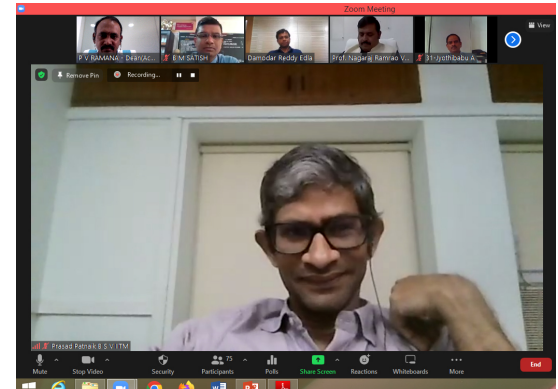 Zoom Meeting
View
P V RAMANA - Dean(Ac...
B M SATISH
Damodar Reddy Edla
Prof. Nagaraj Ramrao V...
31-Jyothibabu A
Remove Pin
Recording...
Prasad Patnaik B S V IITM
Mute
Stop Video
Security
75
Participants
Polls
Share Screen
Reactions
Whiteboards
More
End